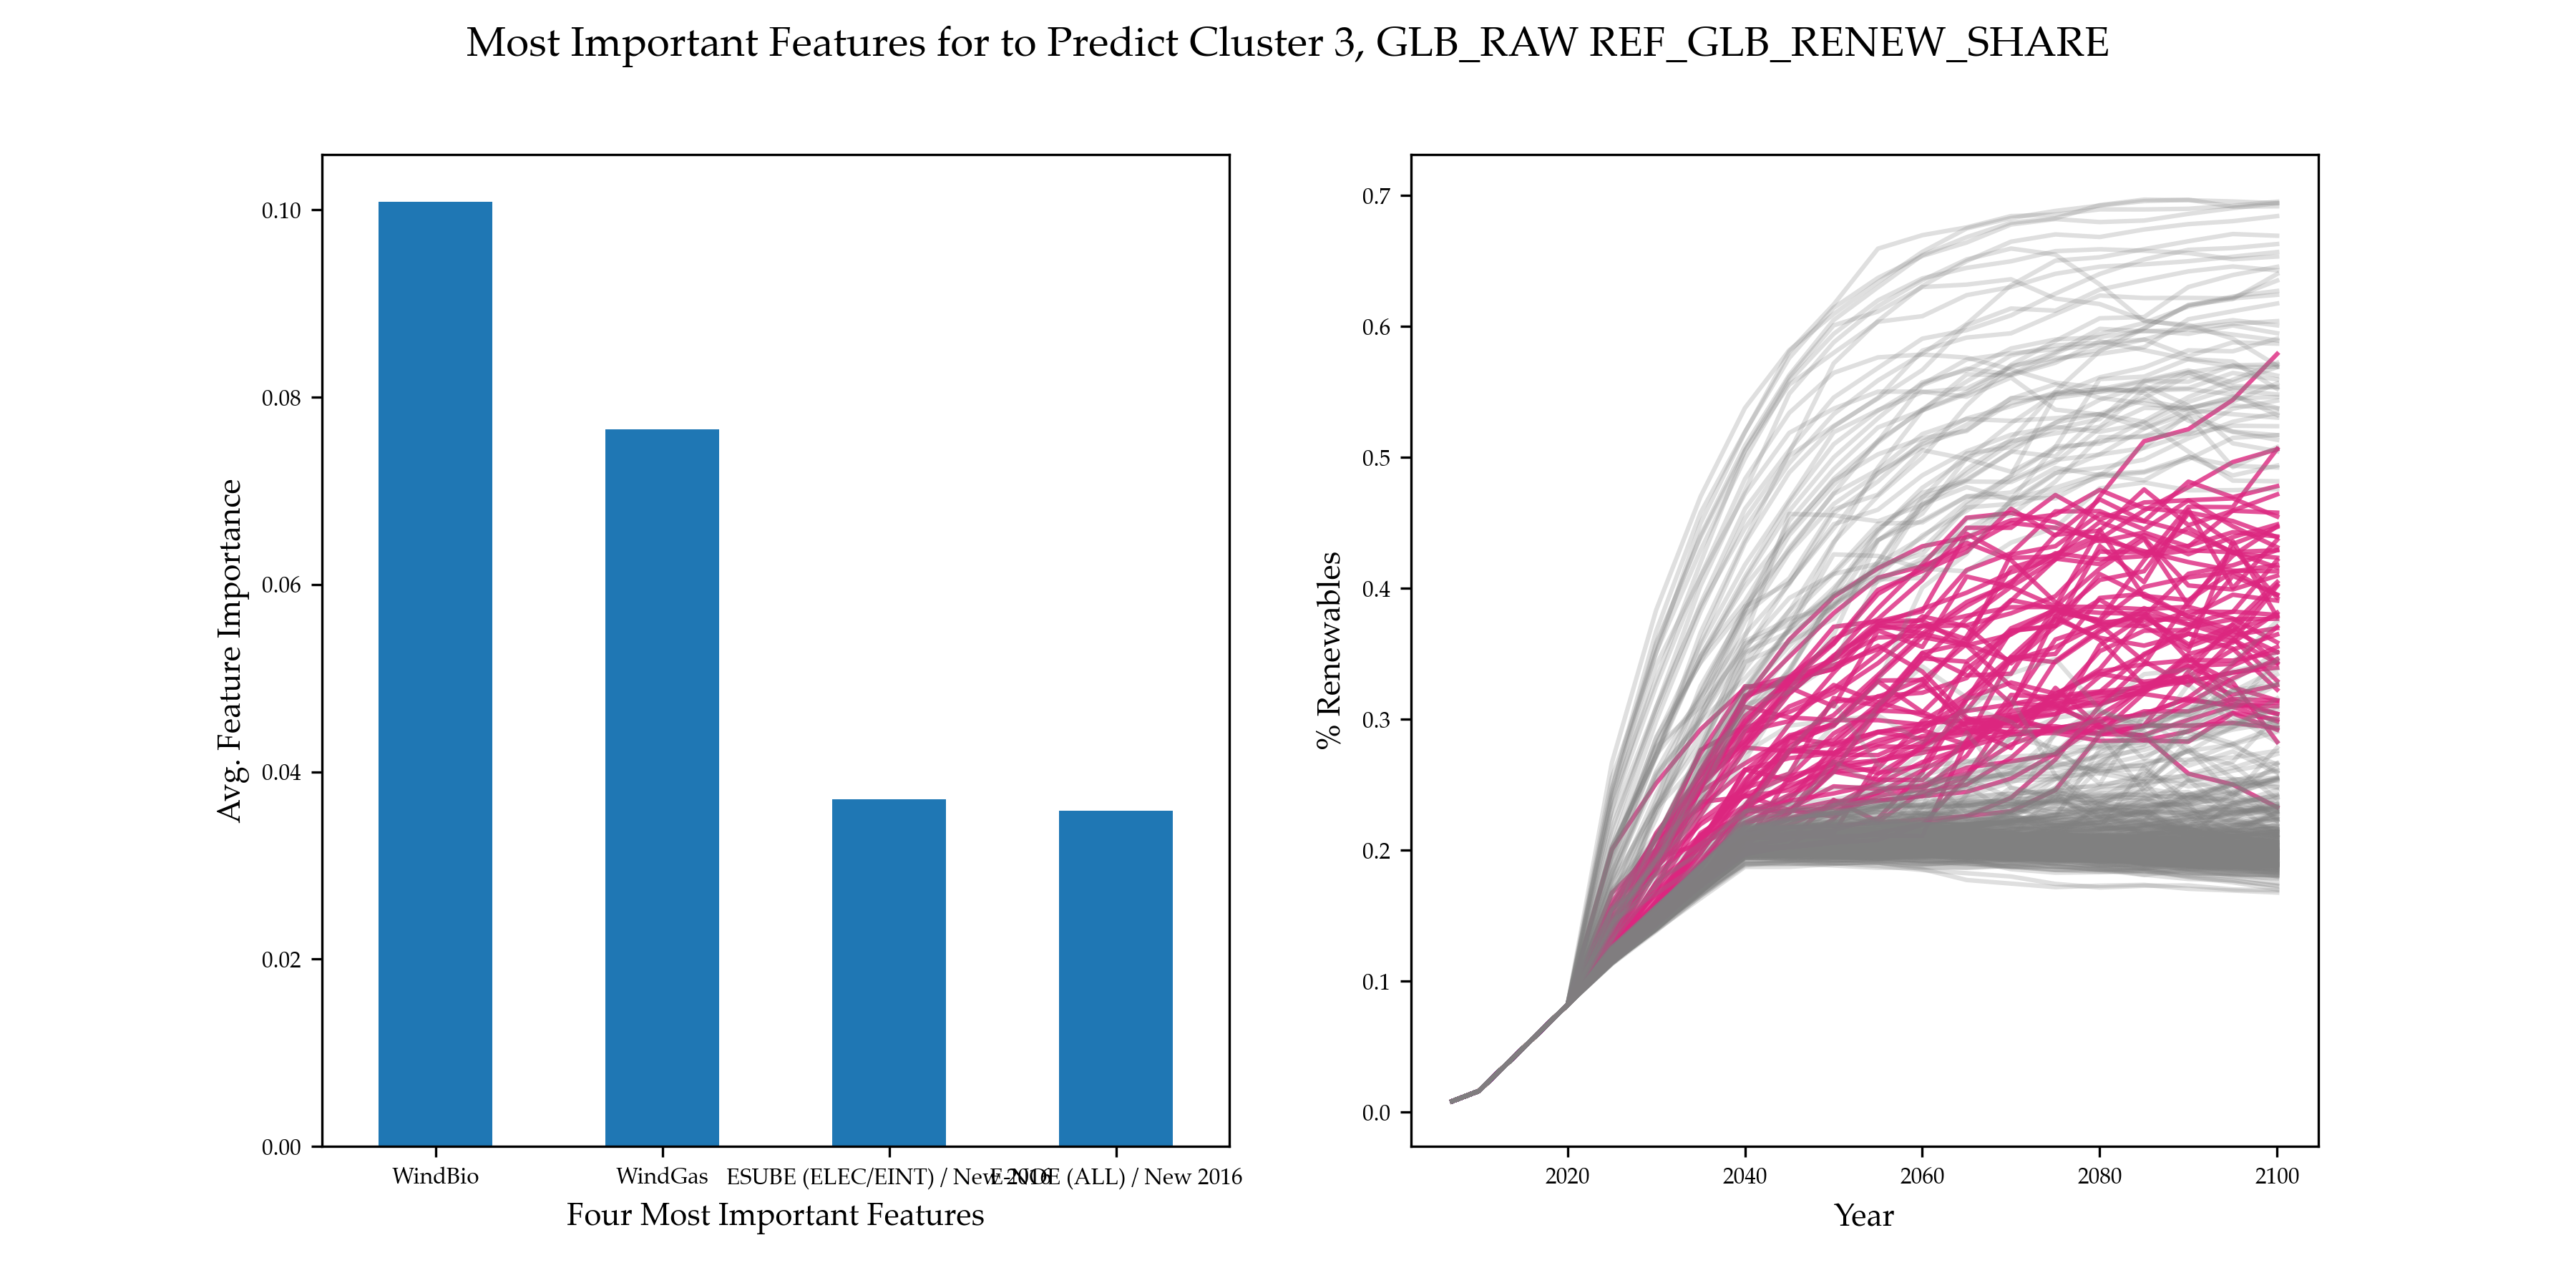 Most Important Features for to Predict Cluster 3, GLB_RAW REF_GLB_RENEW_SHARE
Avg. Feature Importance
0.10
0.08
0.06
0.04
0.02
0.00
WindBio
WindGas
ESUBE (ELEC/EINT) / New 2016
(ALL) / New 2016
Four Most Important Features
% Renewables
0.7
0.6
0.5
0.4
0.3
0.2
0.1
0.0
2020
2040
2060
2080
2100
Year